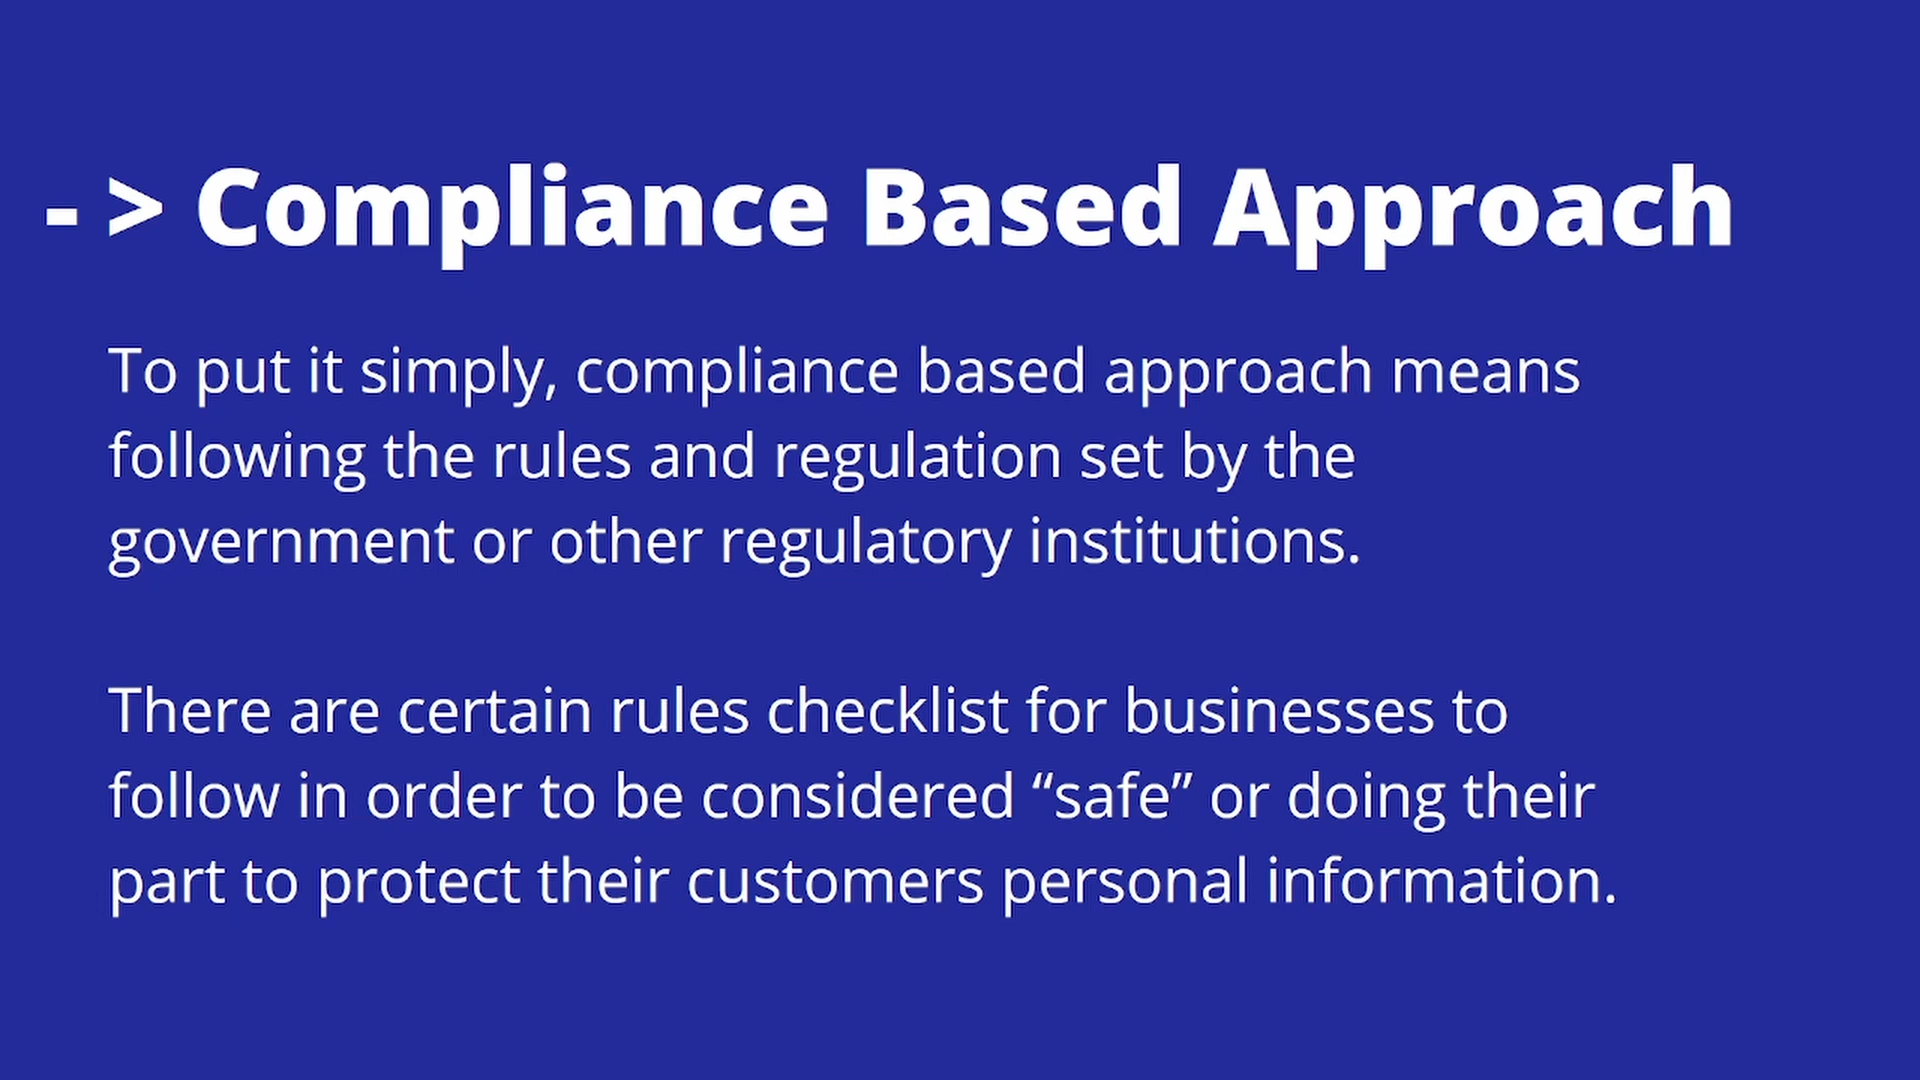 - > Compliance Based Approach
To put it simply, compliance based approach means
following the rules and regulation set by the
government or other regulatory institutions.
There are certain rules checklist for businesses to
follow in order to be considered “safe” or doing their
part to protect their customers personal information.